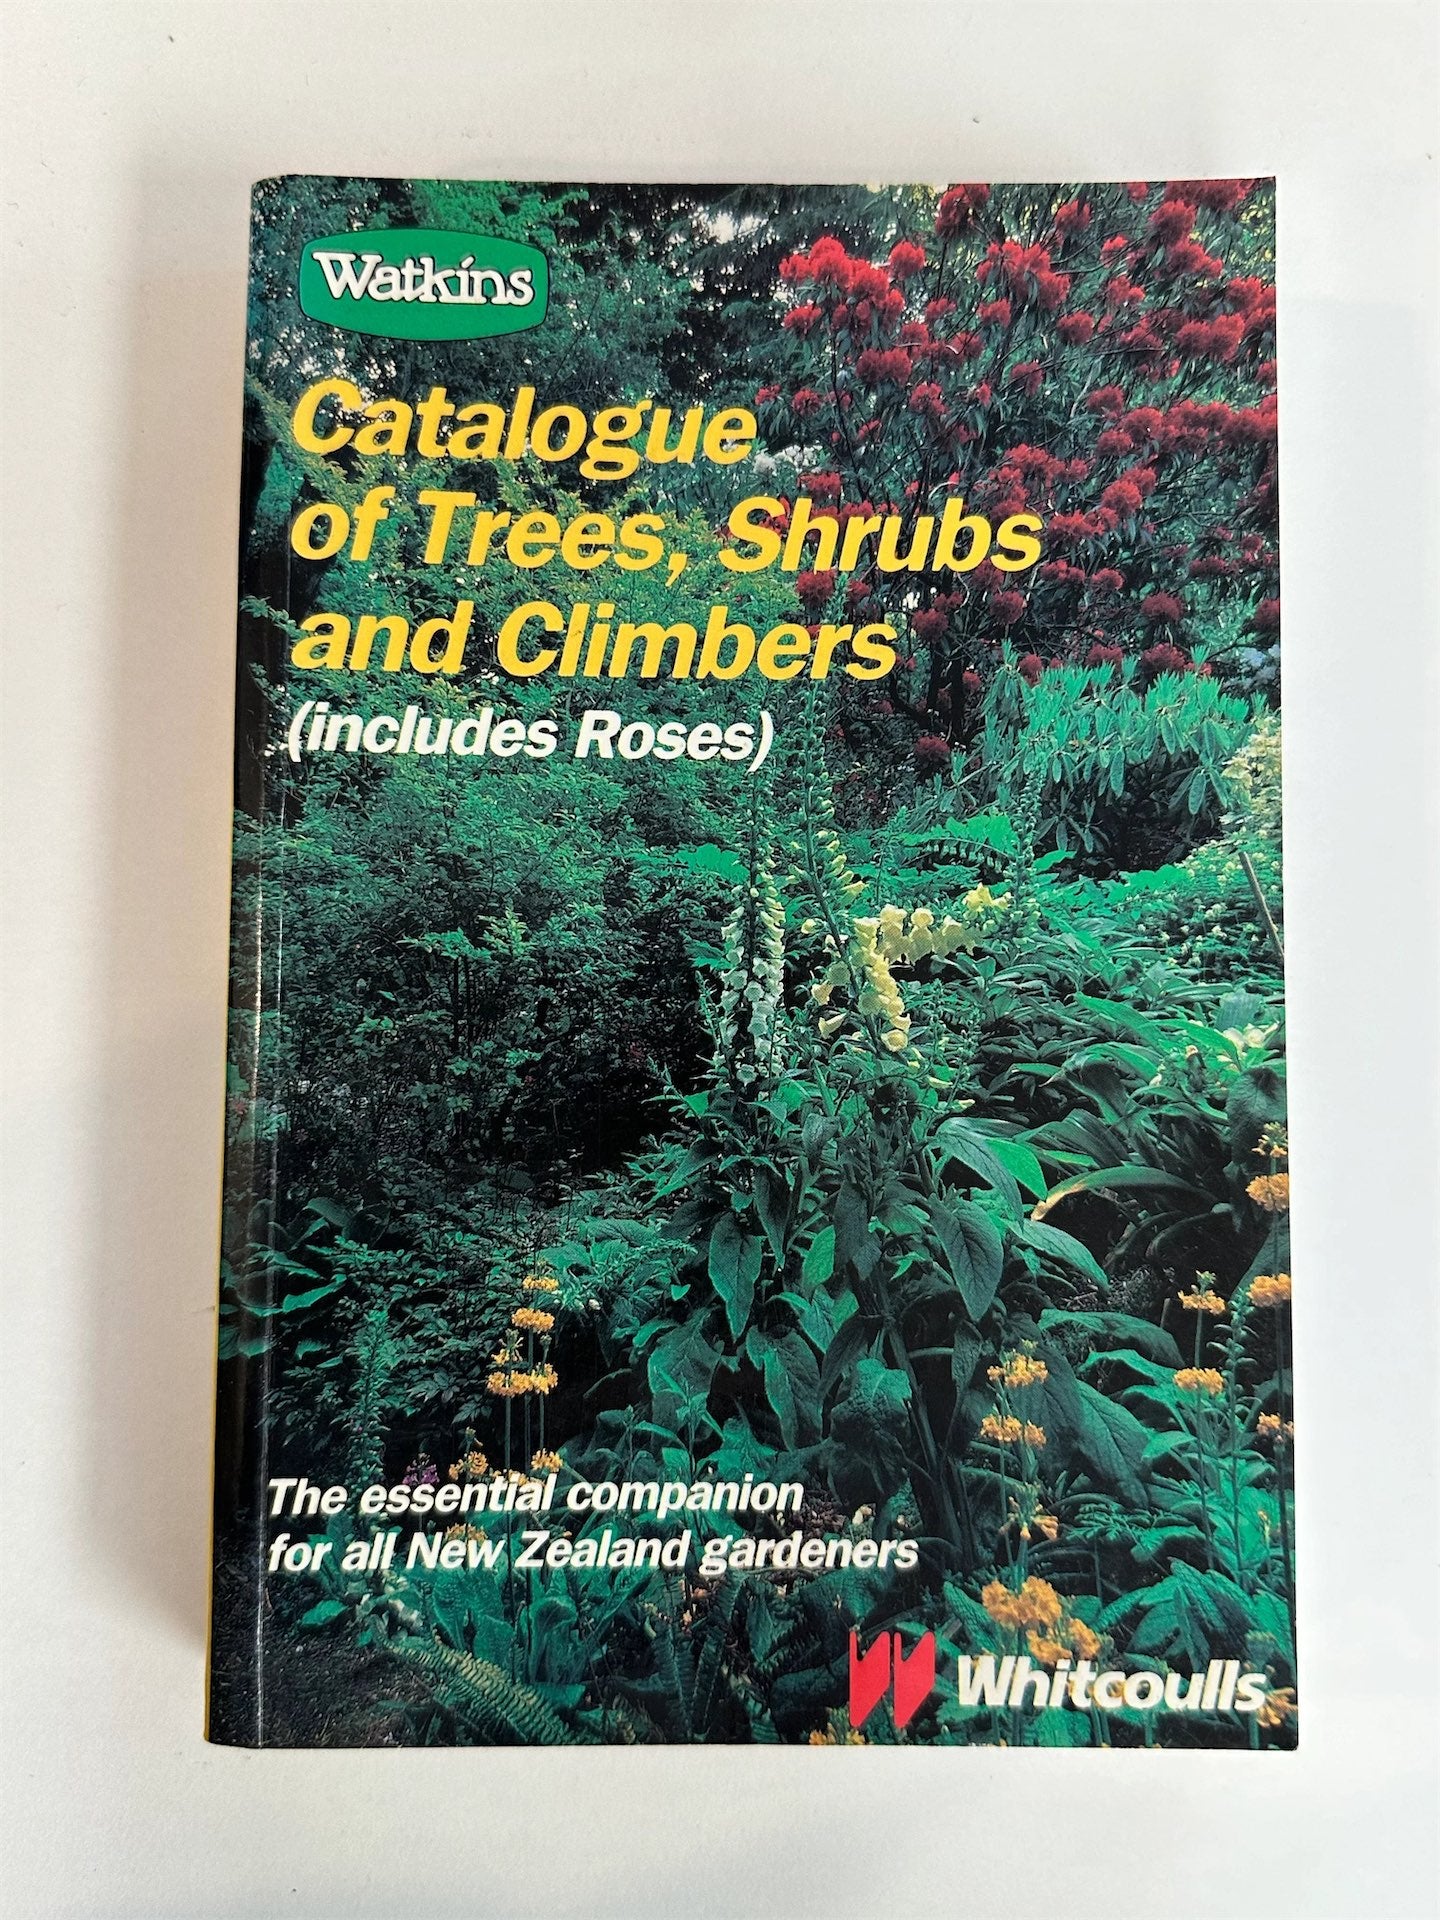 Watkins
Catalogue
of Trees, Shrubs
and Climbers
(includes Roses)
The essential companion
for all New Zealand gardeners
Whitcoulls